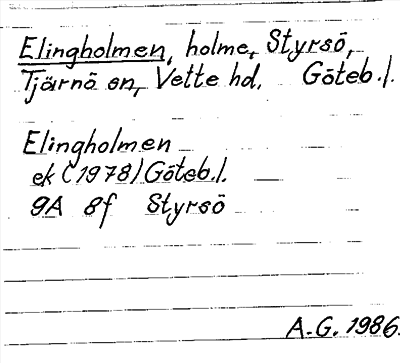 Elingholmen, holme, Styrsö,
Tjärnö sn, Vette hd, Göteb.l.
Elingholmen
ek (1978) Göteb.l.
9A 8f Styrsö
A.G. 1986.